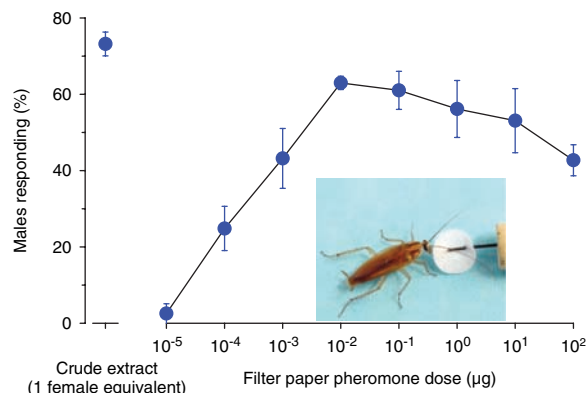 80
60
40
20
0
Males responding (%)
10⁻⁵ 10⁻⁴ 10⁻³ 10⁻² 10⁻¹ 10⁰ 10¹ 10²
Crude extract
(1 female equivalent)
Filter paper pheromone dose (µg)